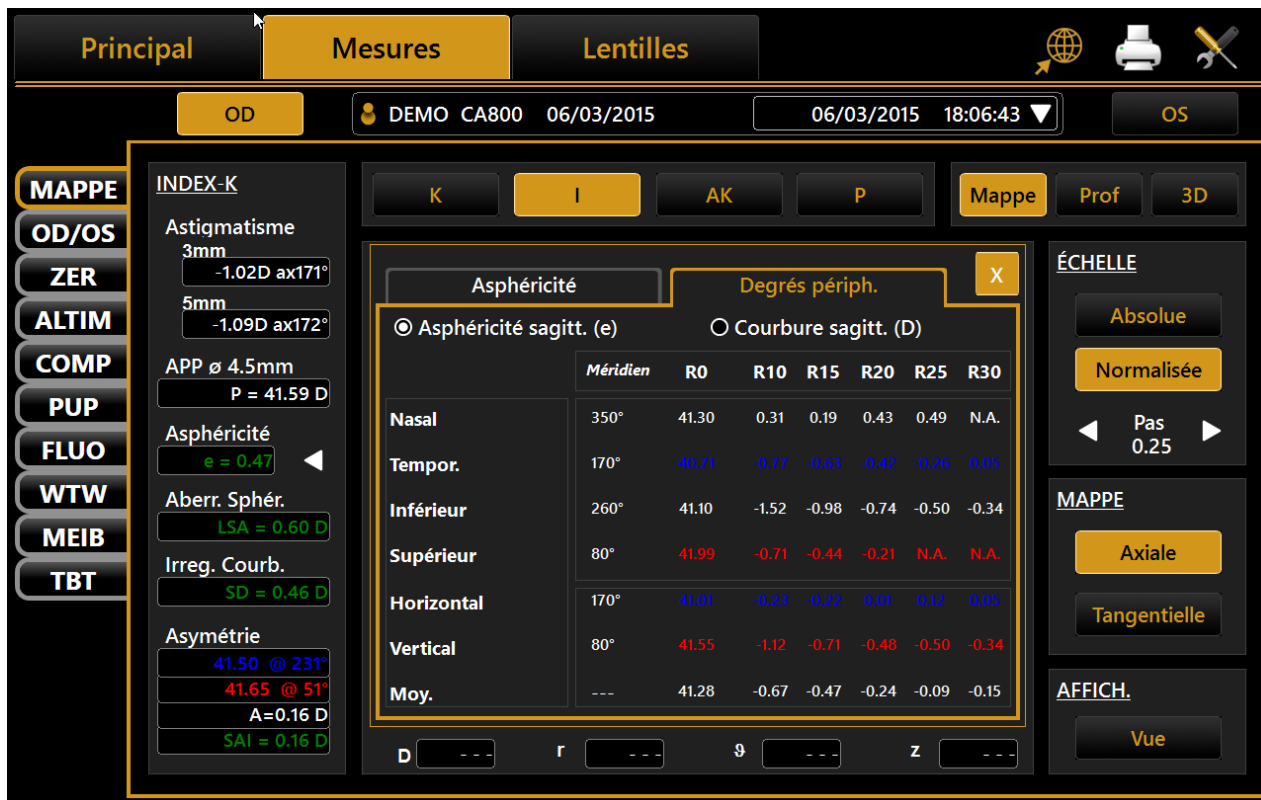 Principal Mesures Lentilles
OD DEMO CA800 06/03/2015 06/03/2015 18:06:43 OS
MAPPE
OD/OS
ZER
ALTIM
COMP
PUP
FLUO
WTW
MEIB
TBT
INDEX-K
Astigmatisme
3mm
-1.02D ax171°
5mm
-1.09D ax172°
APP ø 4.5mm
P = 41.59 D
Asphéricité
e = 0.47
Aberr. Sphér.
LSA = 0.60 D
Irreg. Courb.
SD = 0.46 D
Asymétrie
41.50 @ 231°
41.65 @ 51°
A=0.16 D
SAI = 0.16 D
K I AK P
Mappe Prof 3D
Asphéricité Degrés périph. X
Asphéricité sagitt. (e) Courbure sagitt. (D)
Méridien R0 R10 R15 R20 R25 R30
Nasal 350° 41.30 0.31 0.19 0.43 0.49 N.A.
Tempor. 170° 40.71 -0.77 -0.63 -0.42 -0.26 0.05
Inférieur 260° 41.10 -1.52 -0.98 -0.74 -0.50 -0.34
Supérieur 80° 41.99 -0.71 -0.44 -0.21 N.A. N.A.
Horizontal 170° 41.01 -0.23 -0.22 0.01 0.12 0.05
Vertical 80° 41.55 -1.12 -0.71 -0.48 -0.50 -0.34
Moy. --- 41.28 -0.67 -0.47 -0.24 -0.09 -0.15
D --- r --- ϑ --- z ---
ÉCHELLE
Absolue
Normalisée
Pas
0.25
MAPPE
Axiale
Tangentielle
AFFICH.
Vue